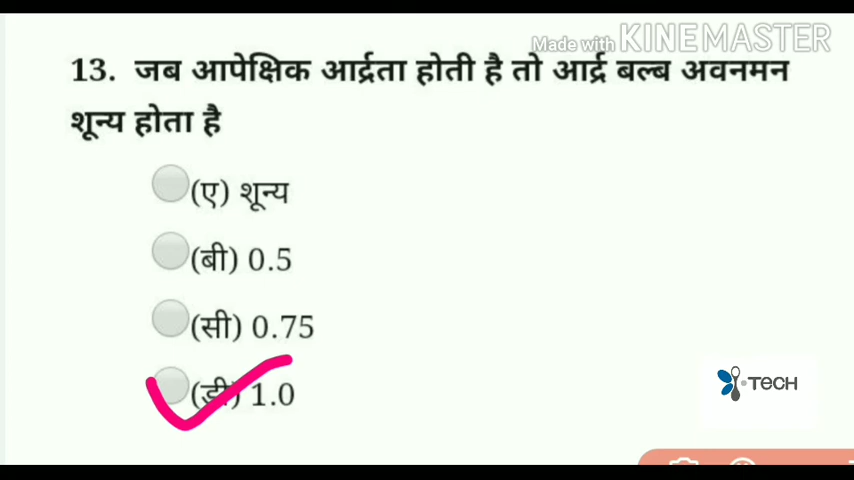 Made with KINEMASTER
13. जब आपेक्षिक आर्द्रता होती है तो आर्द्र बल्ब अवनमन
शून्य होता है
(ए) शून्य
(बी) 0.5
(सी) 0.75
(डी) 1.0
TECH